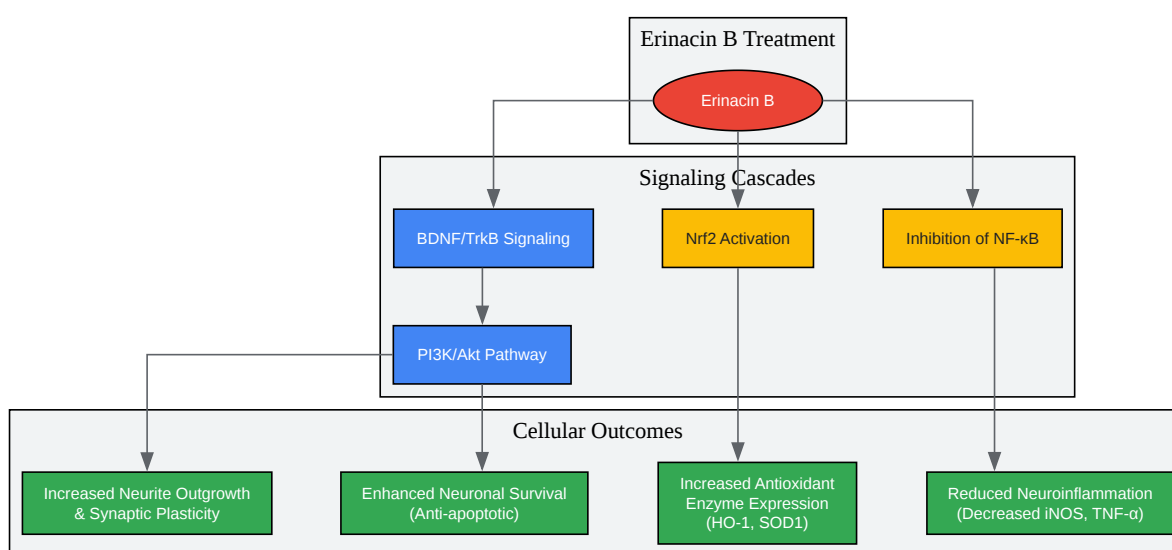 Erinacin B Treatment
Erinacin B
Signaling Cascades
BDNF/TrkB Signaling
Nrf2 Activation
Inhibition of NF-κB
PI3K/Akt Pathway
Cellular Outcomes
Increased Neurite Outgrowth
& Synaptic Plasticity
Enhanced Neuronal Survival
(Anti-apoptotic)
Increased Antioxidant
Enzyme Expression
(HO-1, SOD1)
Reduced Neuroinflammation
(Decreased iNOS, TNF-α)